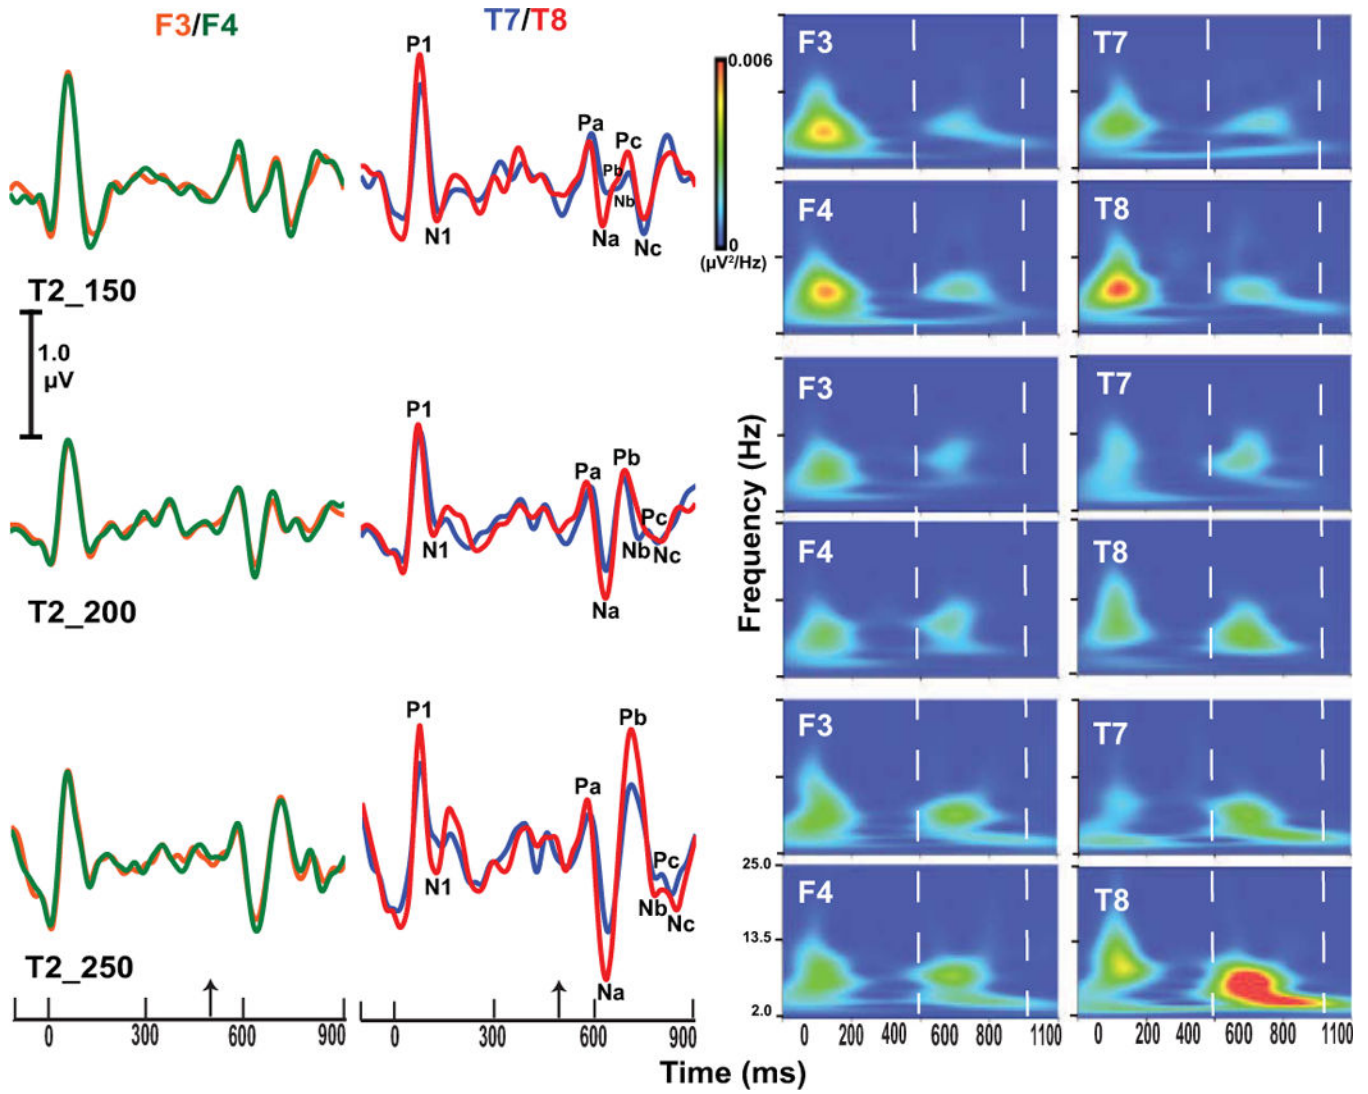 F3/F4
T7/T8
P1
Pa
Pc
Pb
Nb
N1
Na
Nc
T2_150
1.0
µV
0.006
0
(µV²/Hz)
F3
T7
F4
T8
P1
Pa
Pb
Pc
N1
Nb
Nc
Na
T2_200
Frequency (Hz)
F3
T7
F4
T8
P1
Pa
Pb
Pc
N1
Nb
Nc
Na
T2_250
F3
T7
F4
T8
25.0
13.5
2.0
0 300 600 900
0 300 600 900
0 200 400 600 800 1100
0 200 400 600 800 1100
Time (ms)